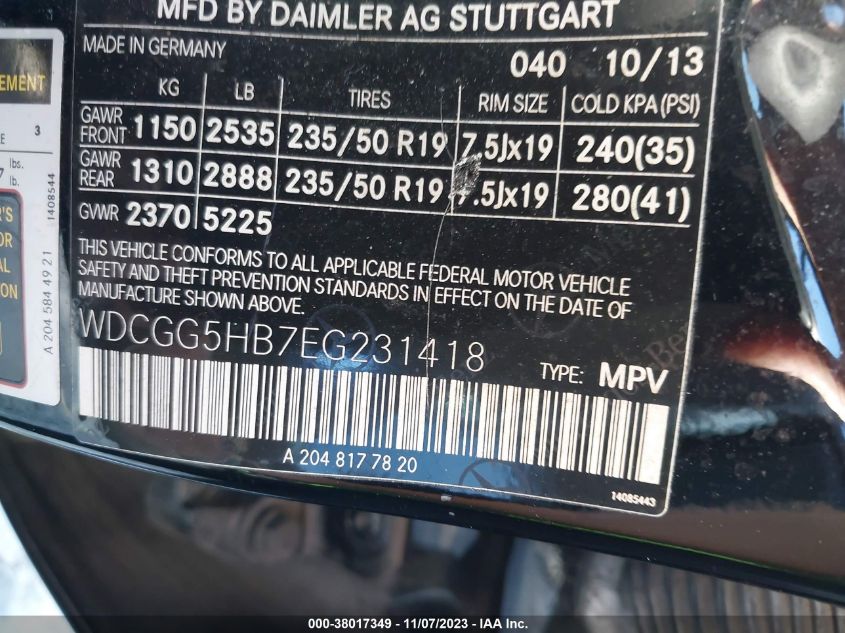 MFD BY DAIMLER AG STUTTGART
MADE IN GERMANY 040 10/13
KG LB TIRES RIM SIZE COLD KPA (PSI)
GAWR FRONT 1150 2535 235/50 R19 7.5Jx19 240(35)
GAWR REAR 1310 2888 235/50 R19 7.5Jx19 280(41)
GVWR 2370 5225
THIS VEHICLE CONFORMS TO ALL APPLICABLE FEDERAL MOTOR VEHICLE
SAFETY AND THEFT PREVENTION STANDARDS IN EFFECT ON THE DATE OF
MANUFACTURE SHOWN ABOVE.
WDCGG5HB7EG231418
TYPE: MPV
A 204 817 78 20
14085443
3
lbs.
lb.
1408544
A 204 584 49 21
000-38017349 - 11/07/2023 - IAA Inc.